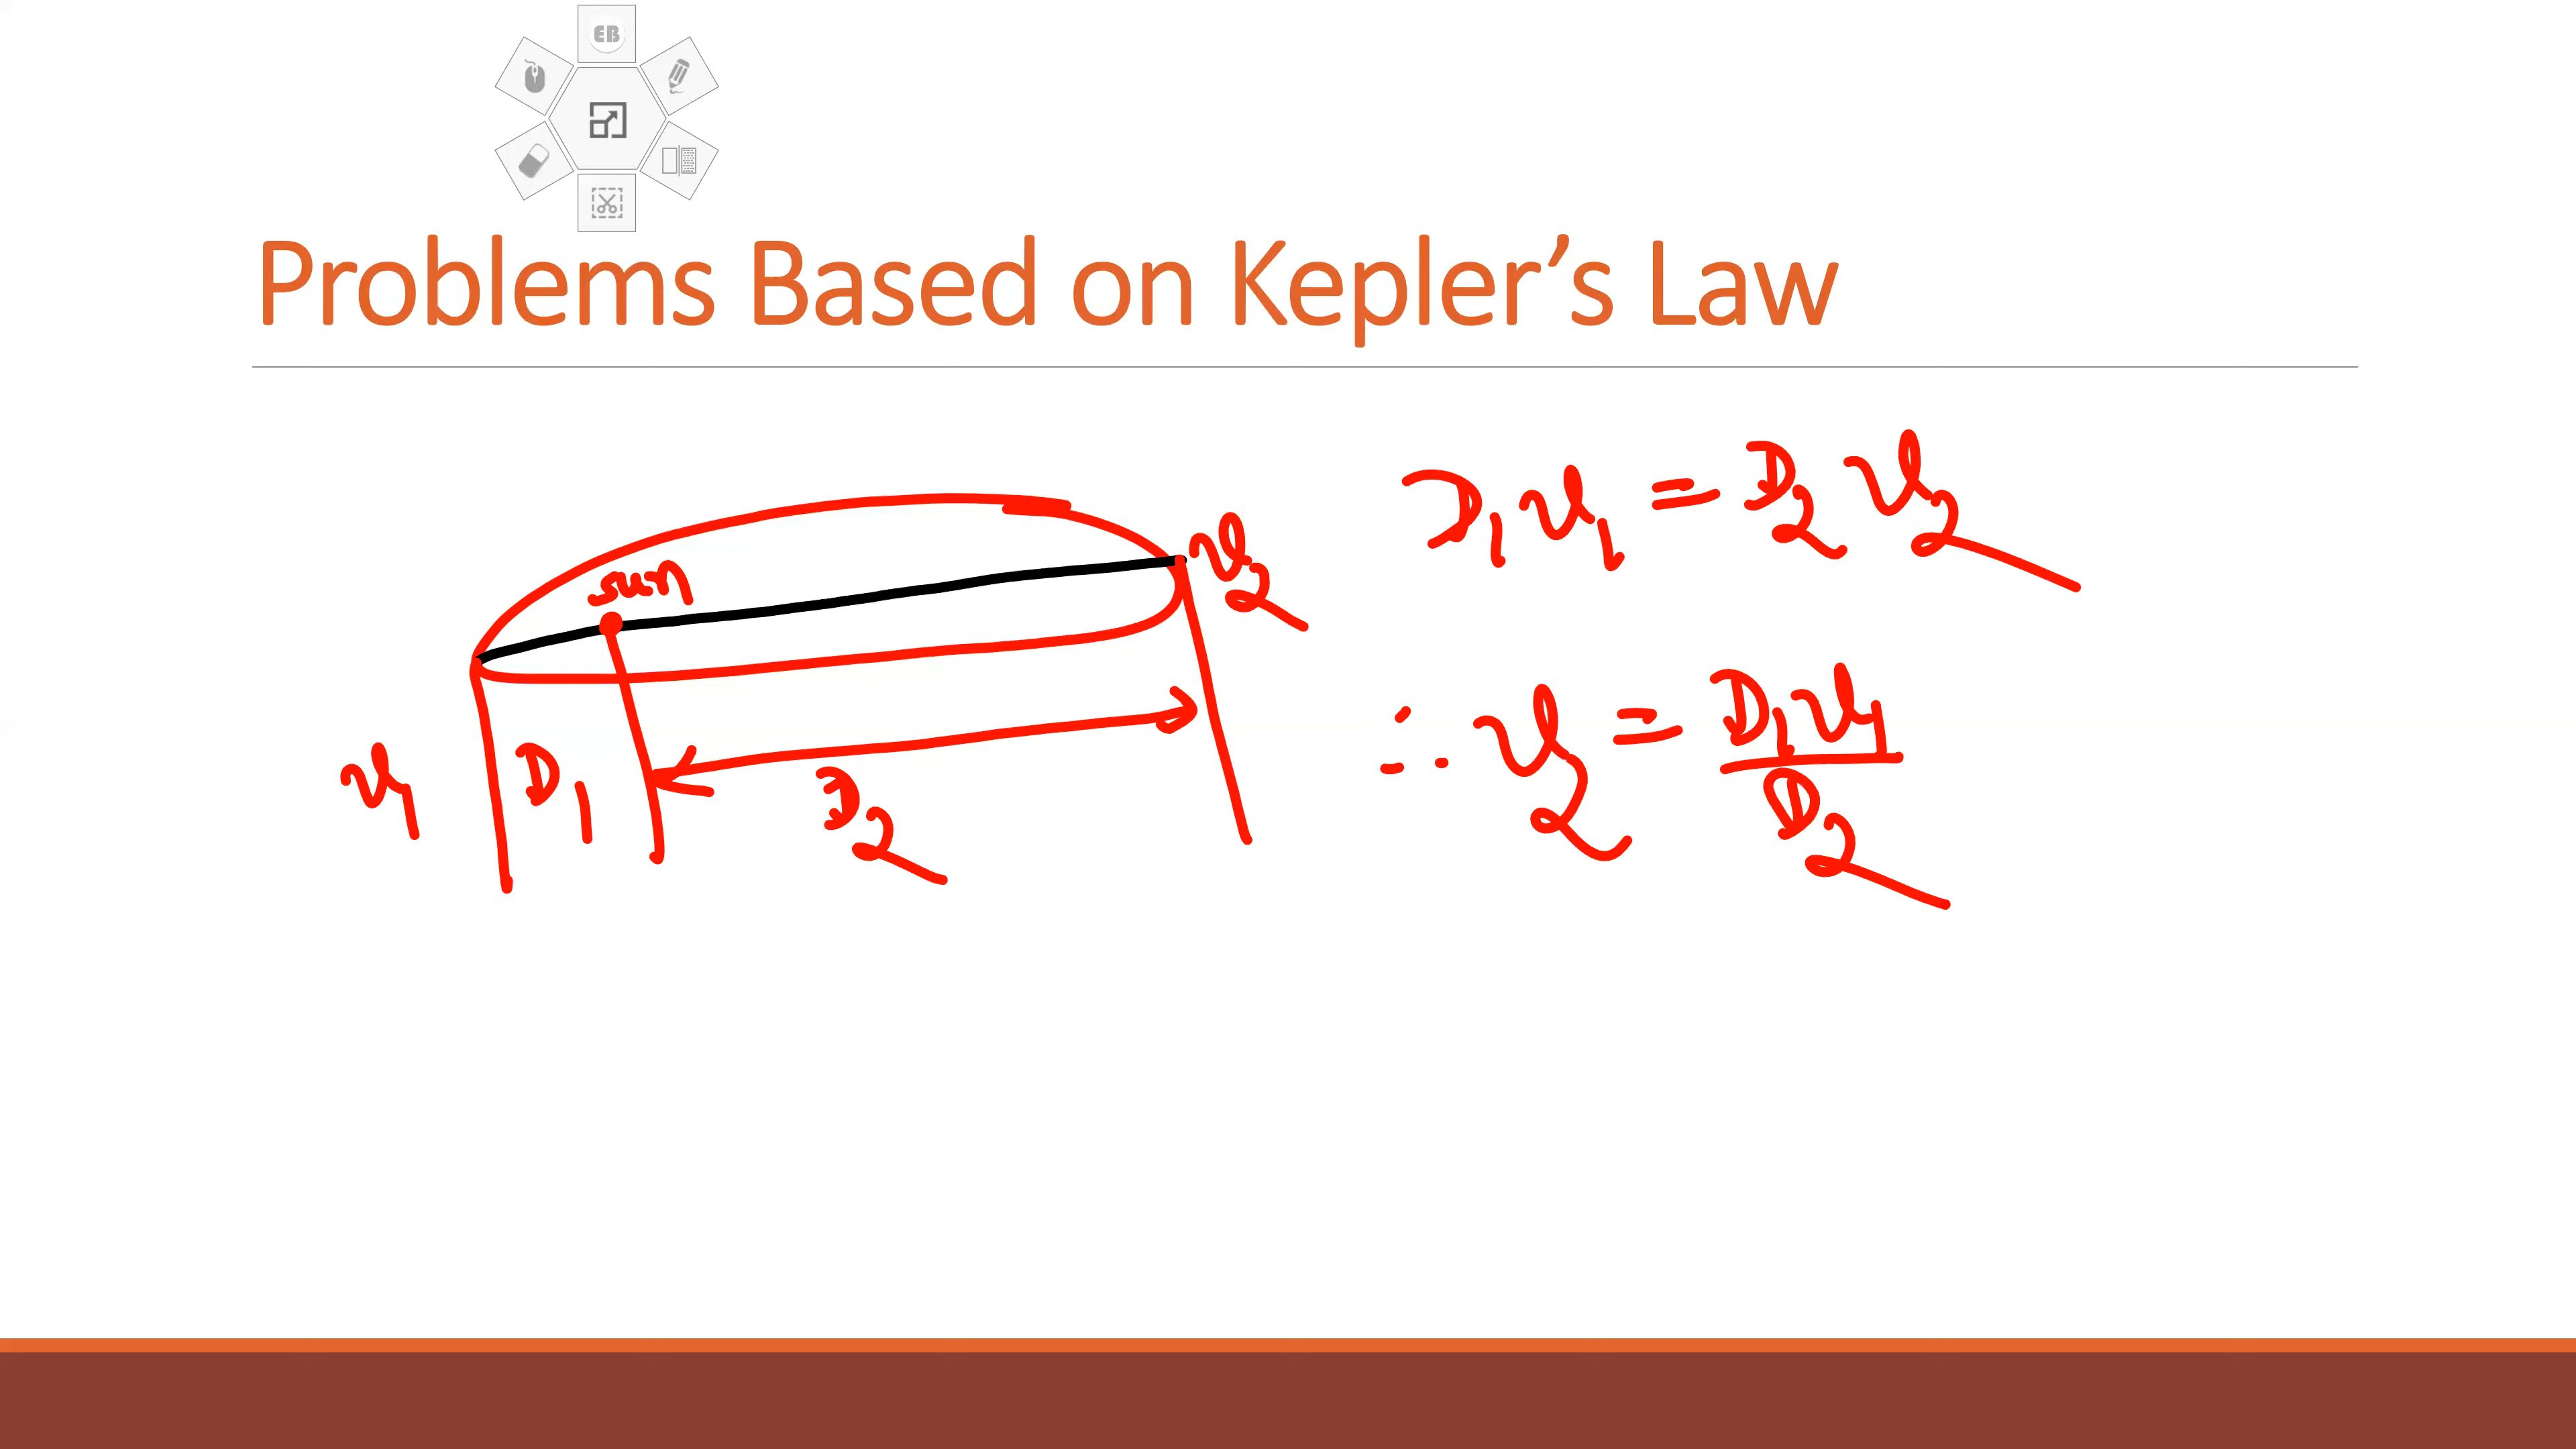 EB
Problems Based on Kepler’s Law
D₁v₁ = D₂v₂
sun
v₂
v₁
D₁
D₂
∴ v₂ = D₁v₁/D₂